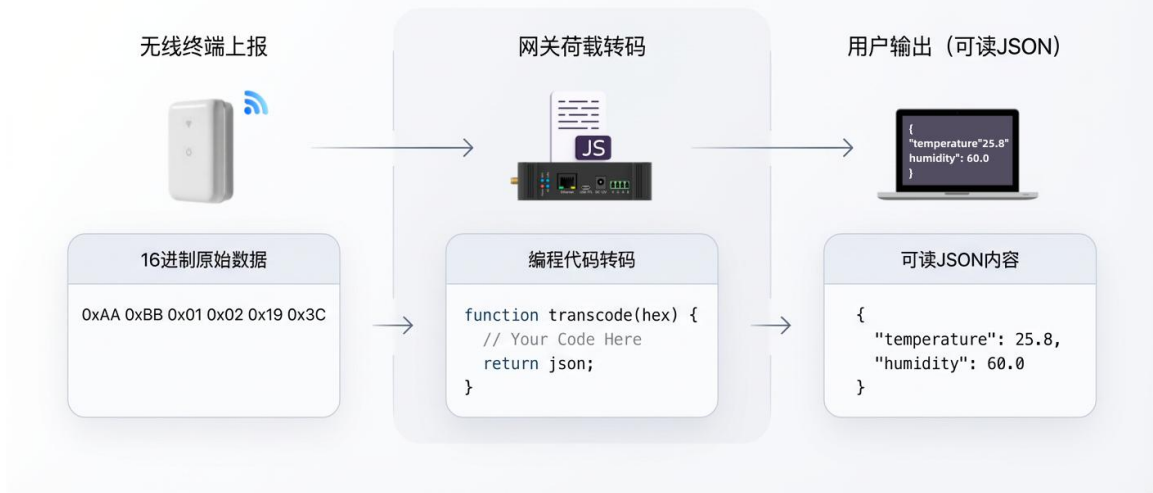 无线终端上报
网关荷载转码
用户输出（可读JSON）
JS
{
"temperature"25.8"
humidity": 60.0
}
16进制原始数据
0xAA 0xBB 0x01 0x02 0x19 0x3C
编程代码转码
function transcode(hex) {
// Your Code Here
return json;
}
可读JSON内容
{
"temperature": 25.8,
"humidity": 60.0
}